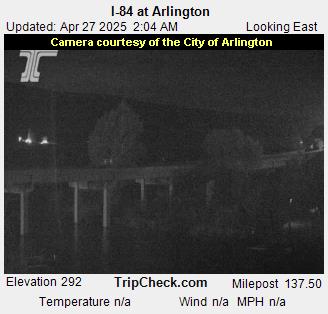 I-84 at Arlington
Updated: Apr 27 2025 2:04 AM Looking East
Camera courtesy of the City of Arlington
Elevation 292 TripCheck.com Milepost 137.50
Temperature n/a Wind n/a MPH n/a